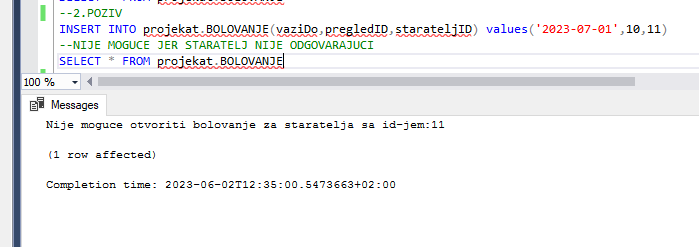 --2.POZIV
INSERT INTO projekat.BOLOVANJE(vaziDo,pregledID,starateljID) values('2023-07-01',10,11)
--NIJE MOGUCE JER STARATELJ NIJE ODGOVARAJUCI
SELECT * FROM projekat.BOLOVANJE
100 %
Messages
Nije moguce otvoriti bolovanje za staratelja sa id-jem:11
(1 row affected)
Completion time: 2023-06-02T12:35:00.5473663+02:00